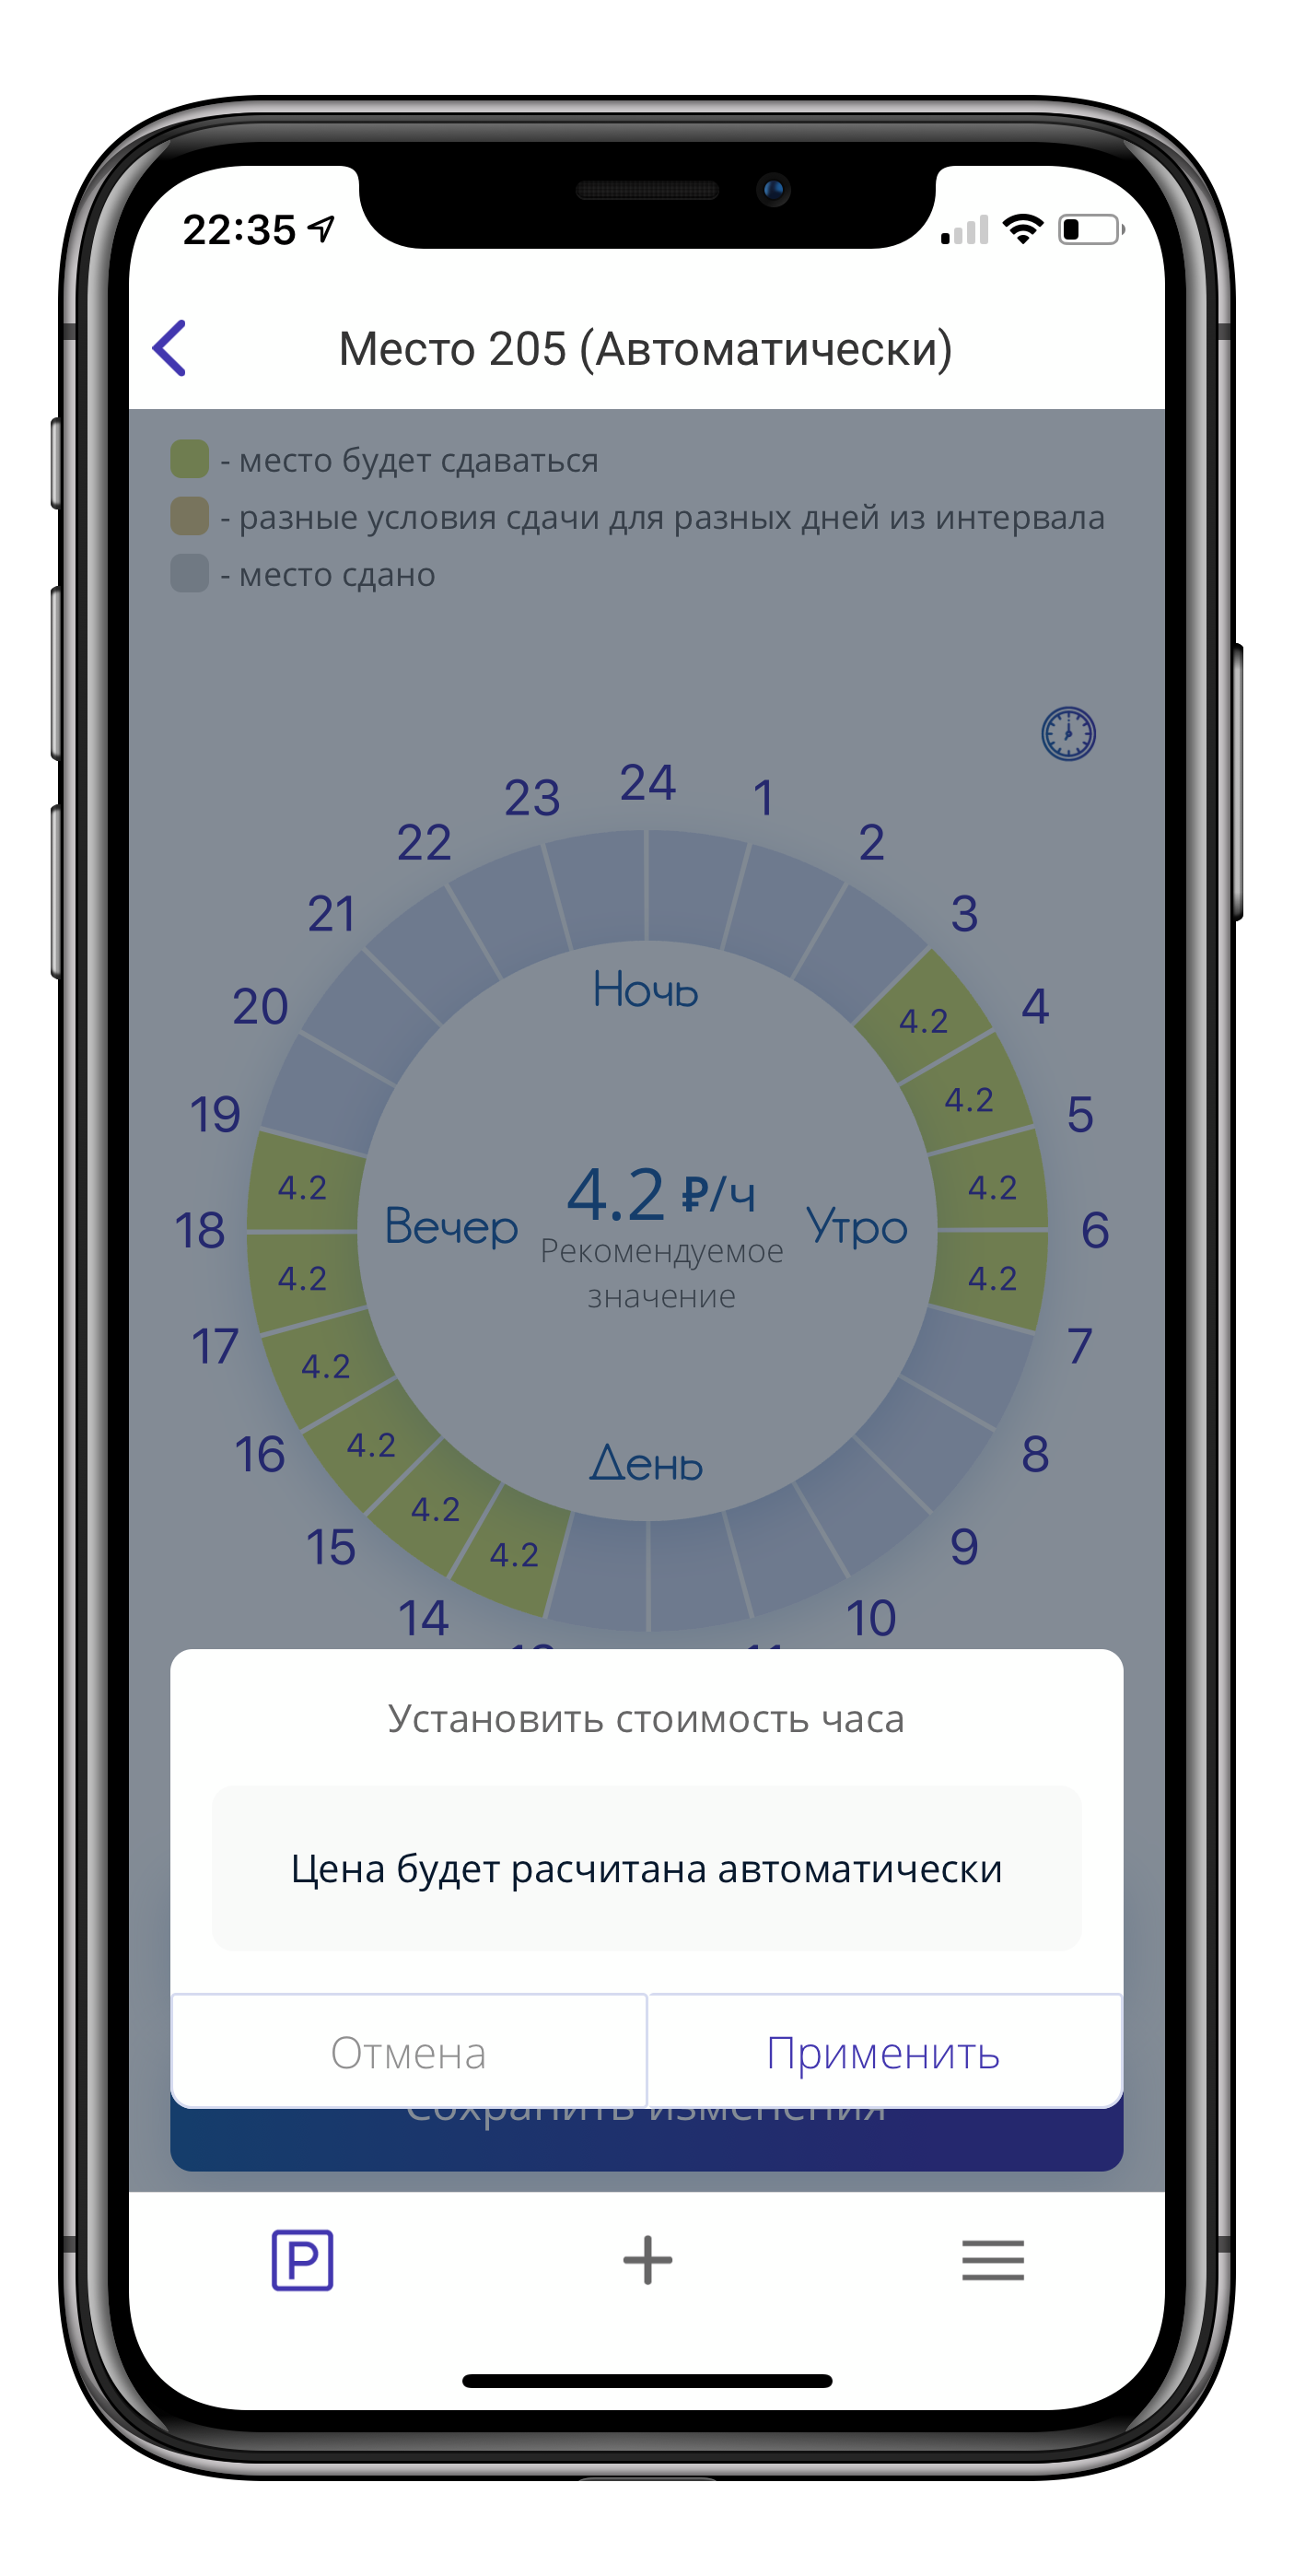 22:35
Место 205 (Автоматически)
- место будет сдаваться
- разные условия сдачи для разных дней из интервала
- место сдано
24
23
1
22
2
21
3
20
4
4.2
4.2
19
5
Ночь
4.2
4.2
4.2 ₽/ч
Вечер
Утро
18
6
Рекомендуемое
значение
4.2
4.2
17
7
4.2
4.2
16
8
День
4.2
15
9
4.2
14
10
Установить стоимость часа
Цена будет расчитана автоматически
Отмена
Применить
Сохранить изменения
P